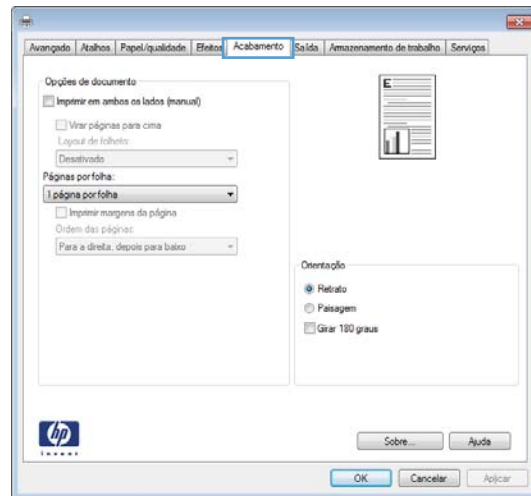 Avançado Atalhos Papel/qualidade Efeitos Acabamento Saída Armazenamento de trabalho Serviços
Opções de documento
Imprimir em ambos os lados (manual)
Virar páginas para cima
Layout de folheto:
Desativado
Páginas por folha:
1 página por folha
Imprimir margens da página
Ordem das páginas:
Para a direita, depois para baixo
E
Orientação
Retrato
Paisagem
Girar 180 graus
hp
invent
Sobre... Ajuda
OK Cancelar Aplicar